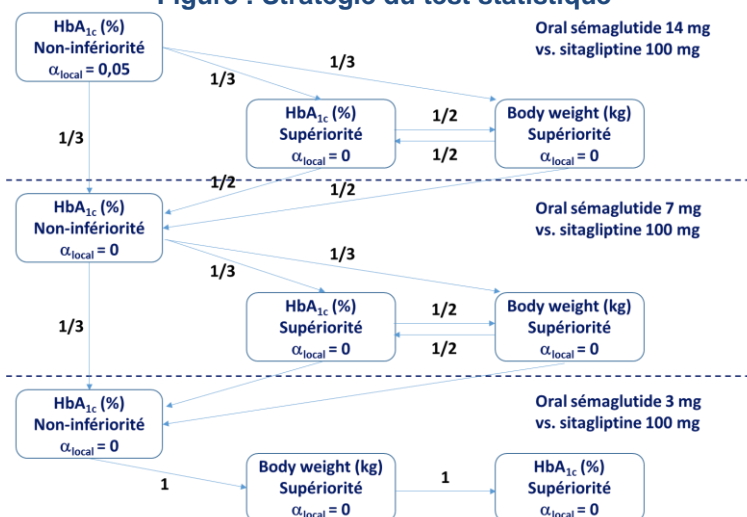 Figure : Stratégie du test statistique
HbA1c (%)
Non-infériorité
αlocal = 0,05
Oral sémaglutide 14 mg
vs. sitagliptine 100 mg
1/3
1/3
1/3
HbA1c (%)
Supériorité
αlocal = 0
1/2
1/2
Body weight (kg)
Supériorité
αlocal = 0
1/2
1/2
HbA1c (%)
Non-infériorité
αlocal = 0
Oral sémaglutide 7 mg
vs. sitagliptine 100 mg
1/3
1/3
1/3
HbA1c (%)
Supériorité
αlocal = 0
1/2
1/2
Body weight (kg)
Supériorité
αlocal = 0
HbA1c (%)
Non-infériorité
αlocal = 0
Oral sémaglutide 3 mg
vs. sitagliptine 100 mg
1
Body weight (kg)
Supériorité
αlocal = 0
1
HbA1c (%)
Supériorité
αlocal = 0